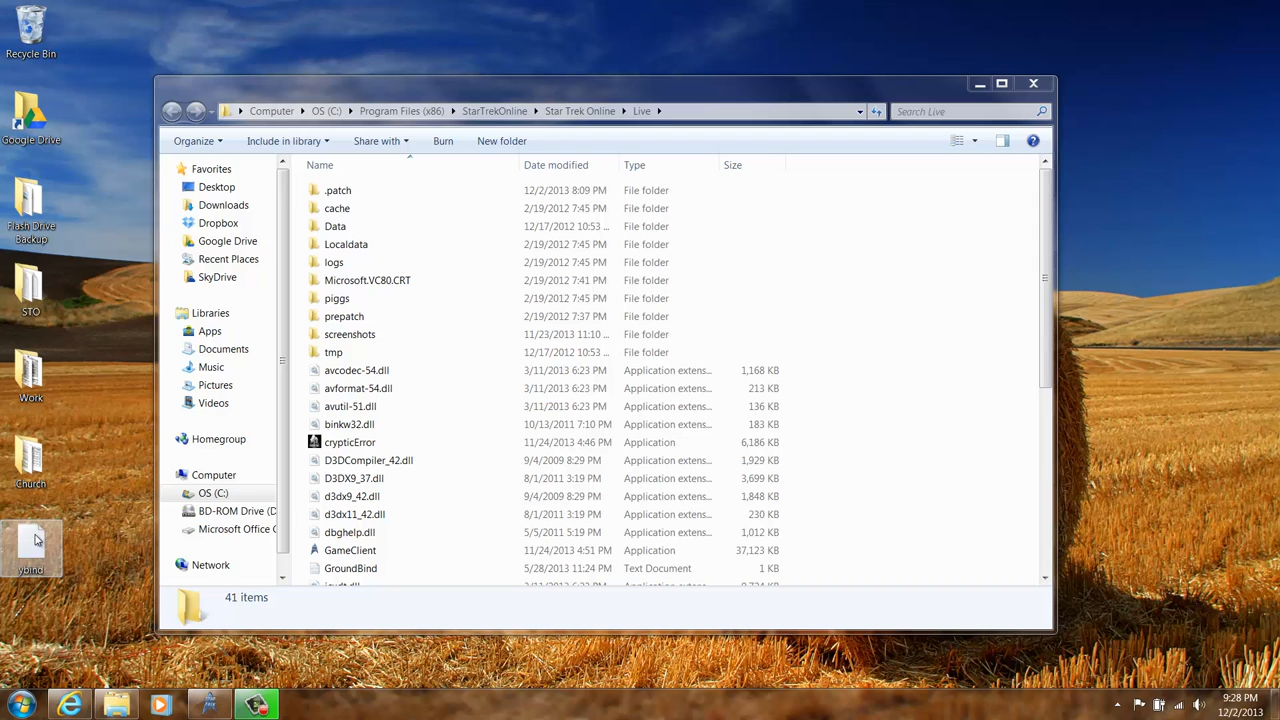 Recycle Bin
Google Drive
Flash Drive
Backup
STO
Work
Church
ybind
Computer OS (C:) Program Files (x86) StarTrekOnline Star Trek Online Live
Search Live
Organize Include in library Share with Burn New folder
Favorites
Desktop
Downloads
Dropbox
Google Drive
Recent Places
SkyDrive
Libraries
Apps
Documents
Music
Pictures
Videos
Homegroup
Computer
OS (C:)
BD-ROM Drive (D
Microsoft Office C
Network
Name Date modified Type Size
.patch 12/2/2013 8:09 PM File folder
cache 2/19/2012 7:45 PM File folder
Data 12/17/2012 10:53 ... File folder
Localdata 2/19/2012 7:45 PM File folder
logs 2/19/2012 7:45 PM File folder
Microsoft.VC80.CRT 2/19/2012 7:41 PM File folder
piggs 2/19/2012 7:45 PM File folder
prepatch 2/19/2012 7:37 PM File folder
screenshots 11/23/2013 11:10 ... File folder
tmp 12/17/2012 10:53 ... File folder
avcodec-54.dll 3/11/2013 6:23 PM Application extens... 1,168 KB
avformat-54.dll 3/11/2013 6:23 PM Application extens... 213 KB
avutil-51.dll 3/11/2013 6:23 PM Application extens... 136 KB
binkw32.dll 10/13/2011 7:10 PM Application extens... 183 KB
crypticError 11/24/2013 4:46 PM Application 6,186 KB
D3DCompiler_42.dll 9/4/2009 8:29 PM Application extens... 1,929 KB
D3DX9_37.dll 8/1/2011 3:19 PM Application extens... 3,699 KB
d3dx9_42.dll 9/4/2009 8:29 PM Application extens... 1,848 KB
d3dx11_42.dll 8/1/2011 3:19 PM Application extens... 230 KB
dbghelp.dll 5/5/2011 5:19 PM Application extens... 1,012 KB
GameClient 11/24/2013 4:51 PM Application 37,123 KB
GroundBind 5/28/2013 11:24 PM Text Document 1 KB
41 items
9:28 PM
12/2/2013